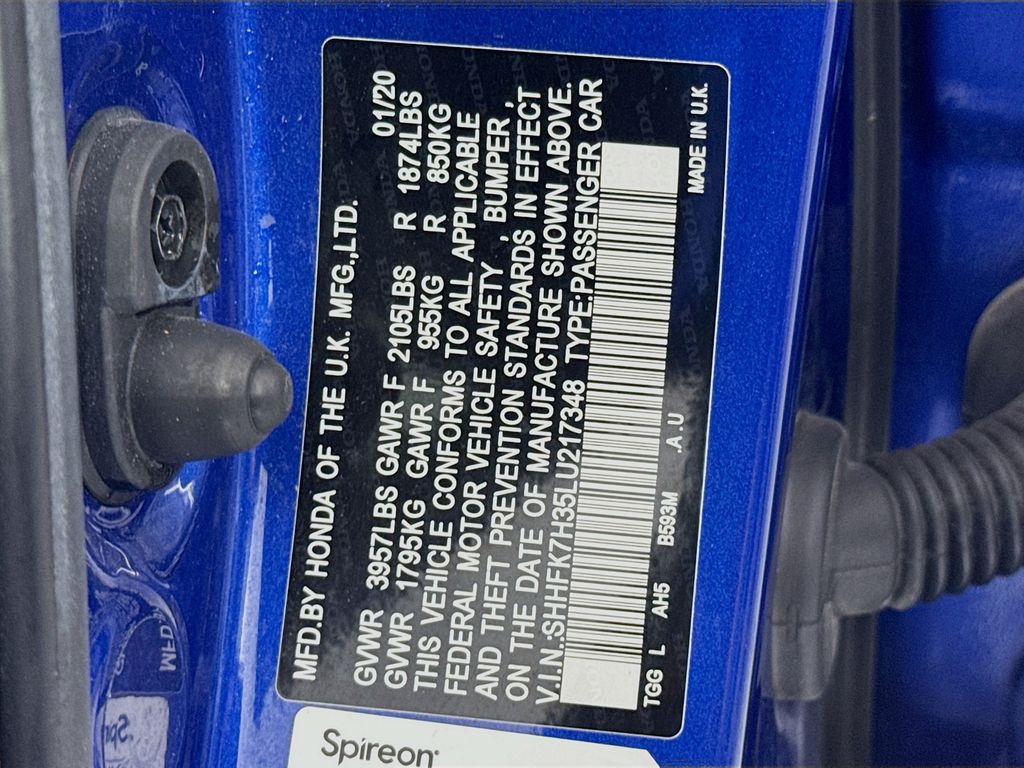 MFD.BY HONDA OF THE U.K. MFG.,LTD. 01/20
GVWR 3957LBS GAWR F 2105LBS R 1874LBS
GVWR 1795KG GAWR F 955KG R 850KG
THIS VEHICLE CONFORMS TO ALL APPLICABLE
FEDERAL MOTOR VEHICLE SAFETY , BUMPER ,
AND THEFT PREVENTION STANDARDS IN EFFECT
ON THE DATE OF MANUFACTURE SHOWN ABOVE.
V.I.N.:SHHFK7H35LU217348 TYPE:PASSENGER CAR
TGG L AH5 B593M .A .U MADE IN U.K.
Spireon